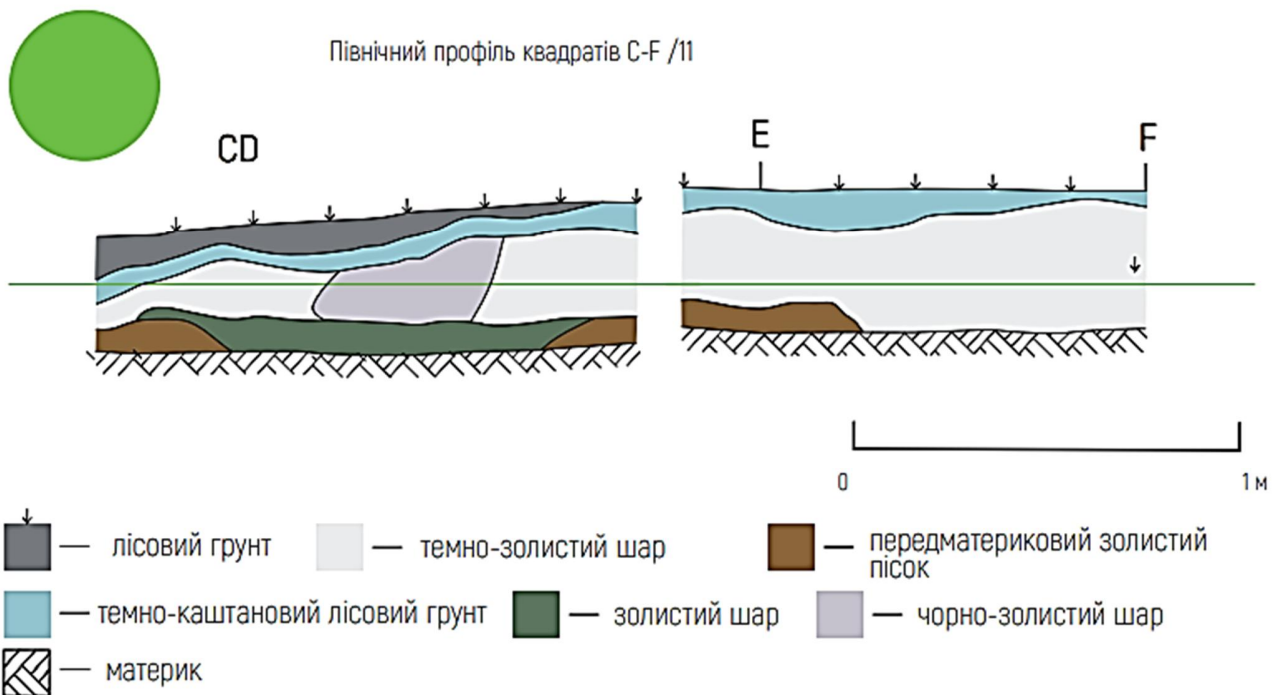 Північний профіль квадратів C-F /11
CD
E
F
0
1 м
лісовий грунт
темно-золистий шар
передматериковий золистий
пісок
темно-каштановий лісовий грунт
золистий шар
чорно-золистий шар
материк